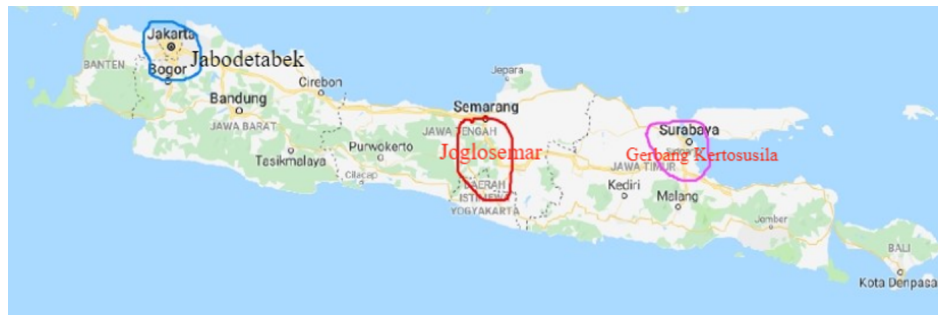 Jakarta
Jabodetabek
BANTEN
Bogor
Cirebon
Bandung
JAWA BARAT
Tasikmalaya
Purwokerto
Cilacap
Jepara
Semarang
JAWA TENGAH
Joglosemar
DAERAH
ISTIMEWA
YOGYAKARTA
Surabaya
Gerbang Kertosusila
JAWA TIMUR
Kediri
Malang
Jember
BALI
Kota Denpasa